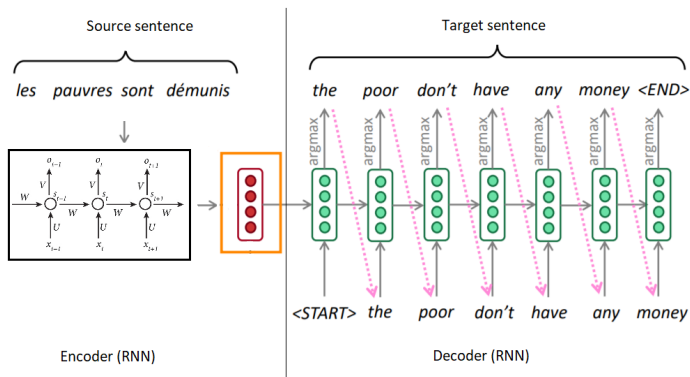 Source sentence
Target sentence
les pauvres sont démunis
the poor don't have any money <END>
argmax argmax argmax argmax argmax argmax argmax
o_{t-1} o_t o_{t+1}
V V V
W s_{t-1} W s_t W s_{t+1} W
U U U
x_{t-1} x_t x_{t+1}
<START> the poor don't have any money
Encoder (RNN)
Decoder (RNN)